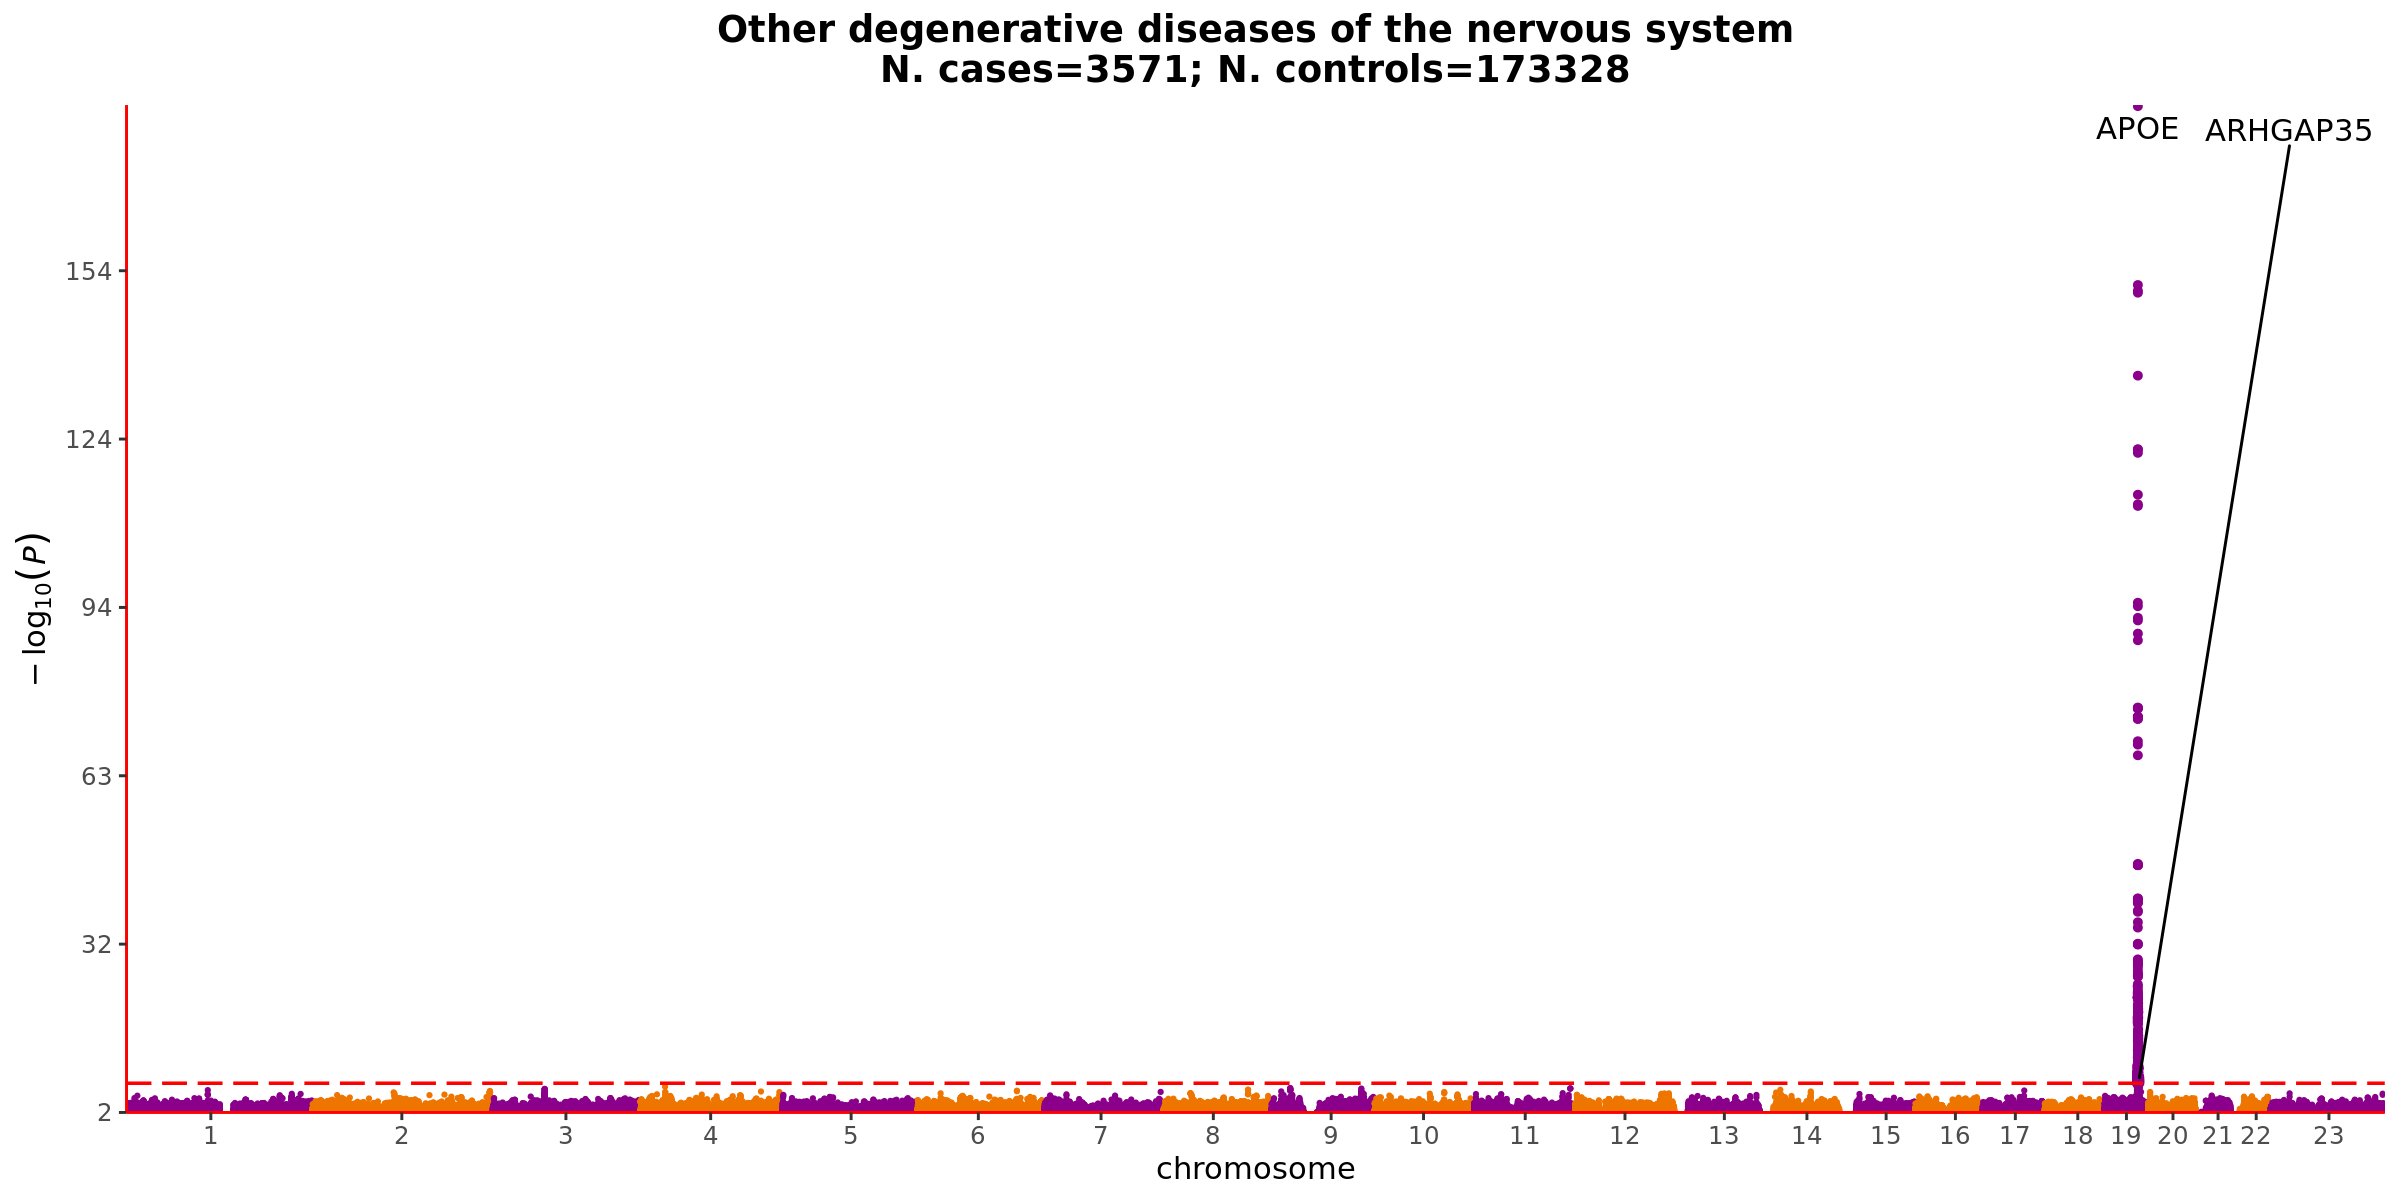 Other degenerative diseases of the nervous system
N. cases=3571; N. controls=173328
APOE ARHGAP35
154
124
94
63
32
2
−log10(P)
1 2 3 4 5 6 7 8 9 10 11 12 13 14 15 16 17 18 19 20 21 22 23
chromosome